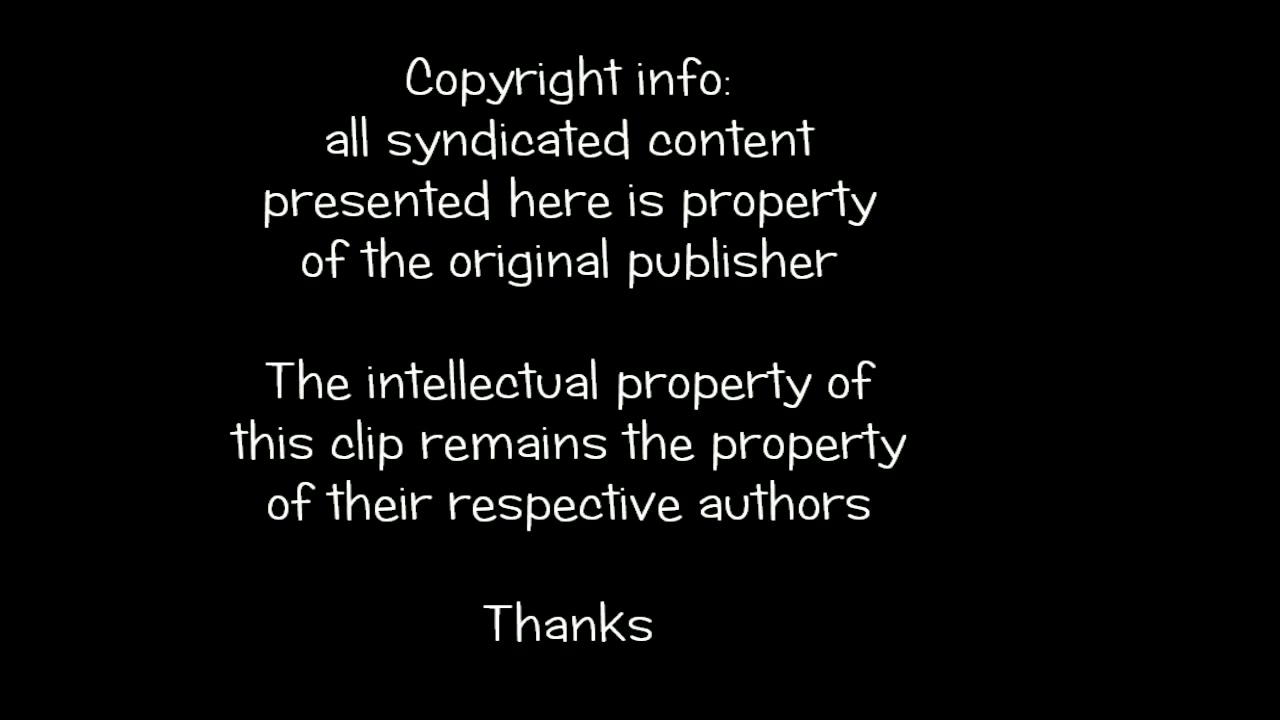 Copyright info:
all syndicated content
presented here is property
of the original publisher
The intellectual property of
this clip remains the property
of their respective authors
Thanks